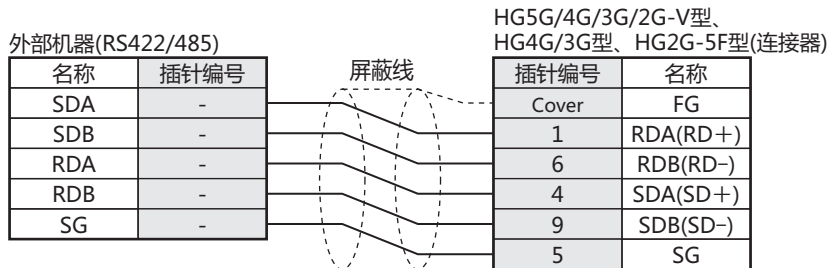 HG5G/4G/3G/2G-V型、
外部机器(RS422/485)
HG4G/3G型、HG2G-5F型(连接器)
名称 插针编号 屏蔽线 插针编号 名称
SDA - Cover FG
SDB - 1 RDA(RD+)
RDA - 6 RDB(RD-)
RDB - 4 SDA(SD+)
SG - 9 SDB(SD-)
5 SG